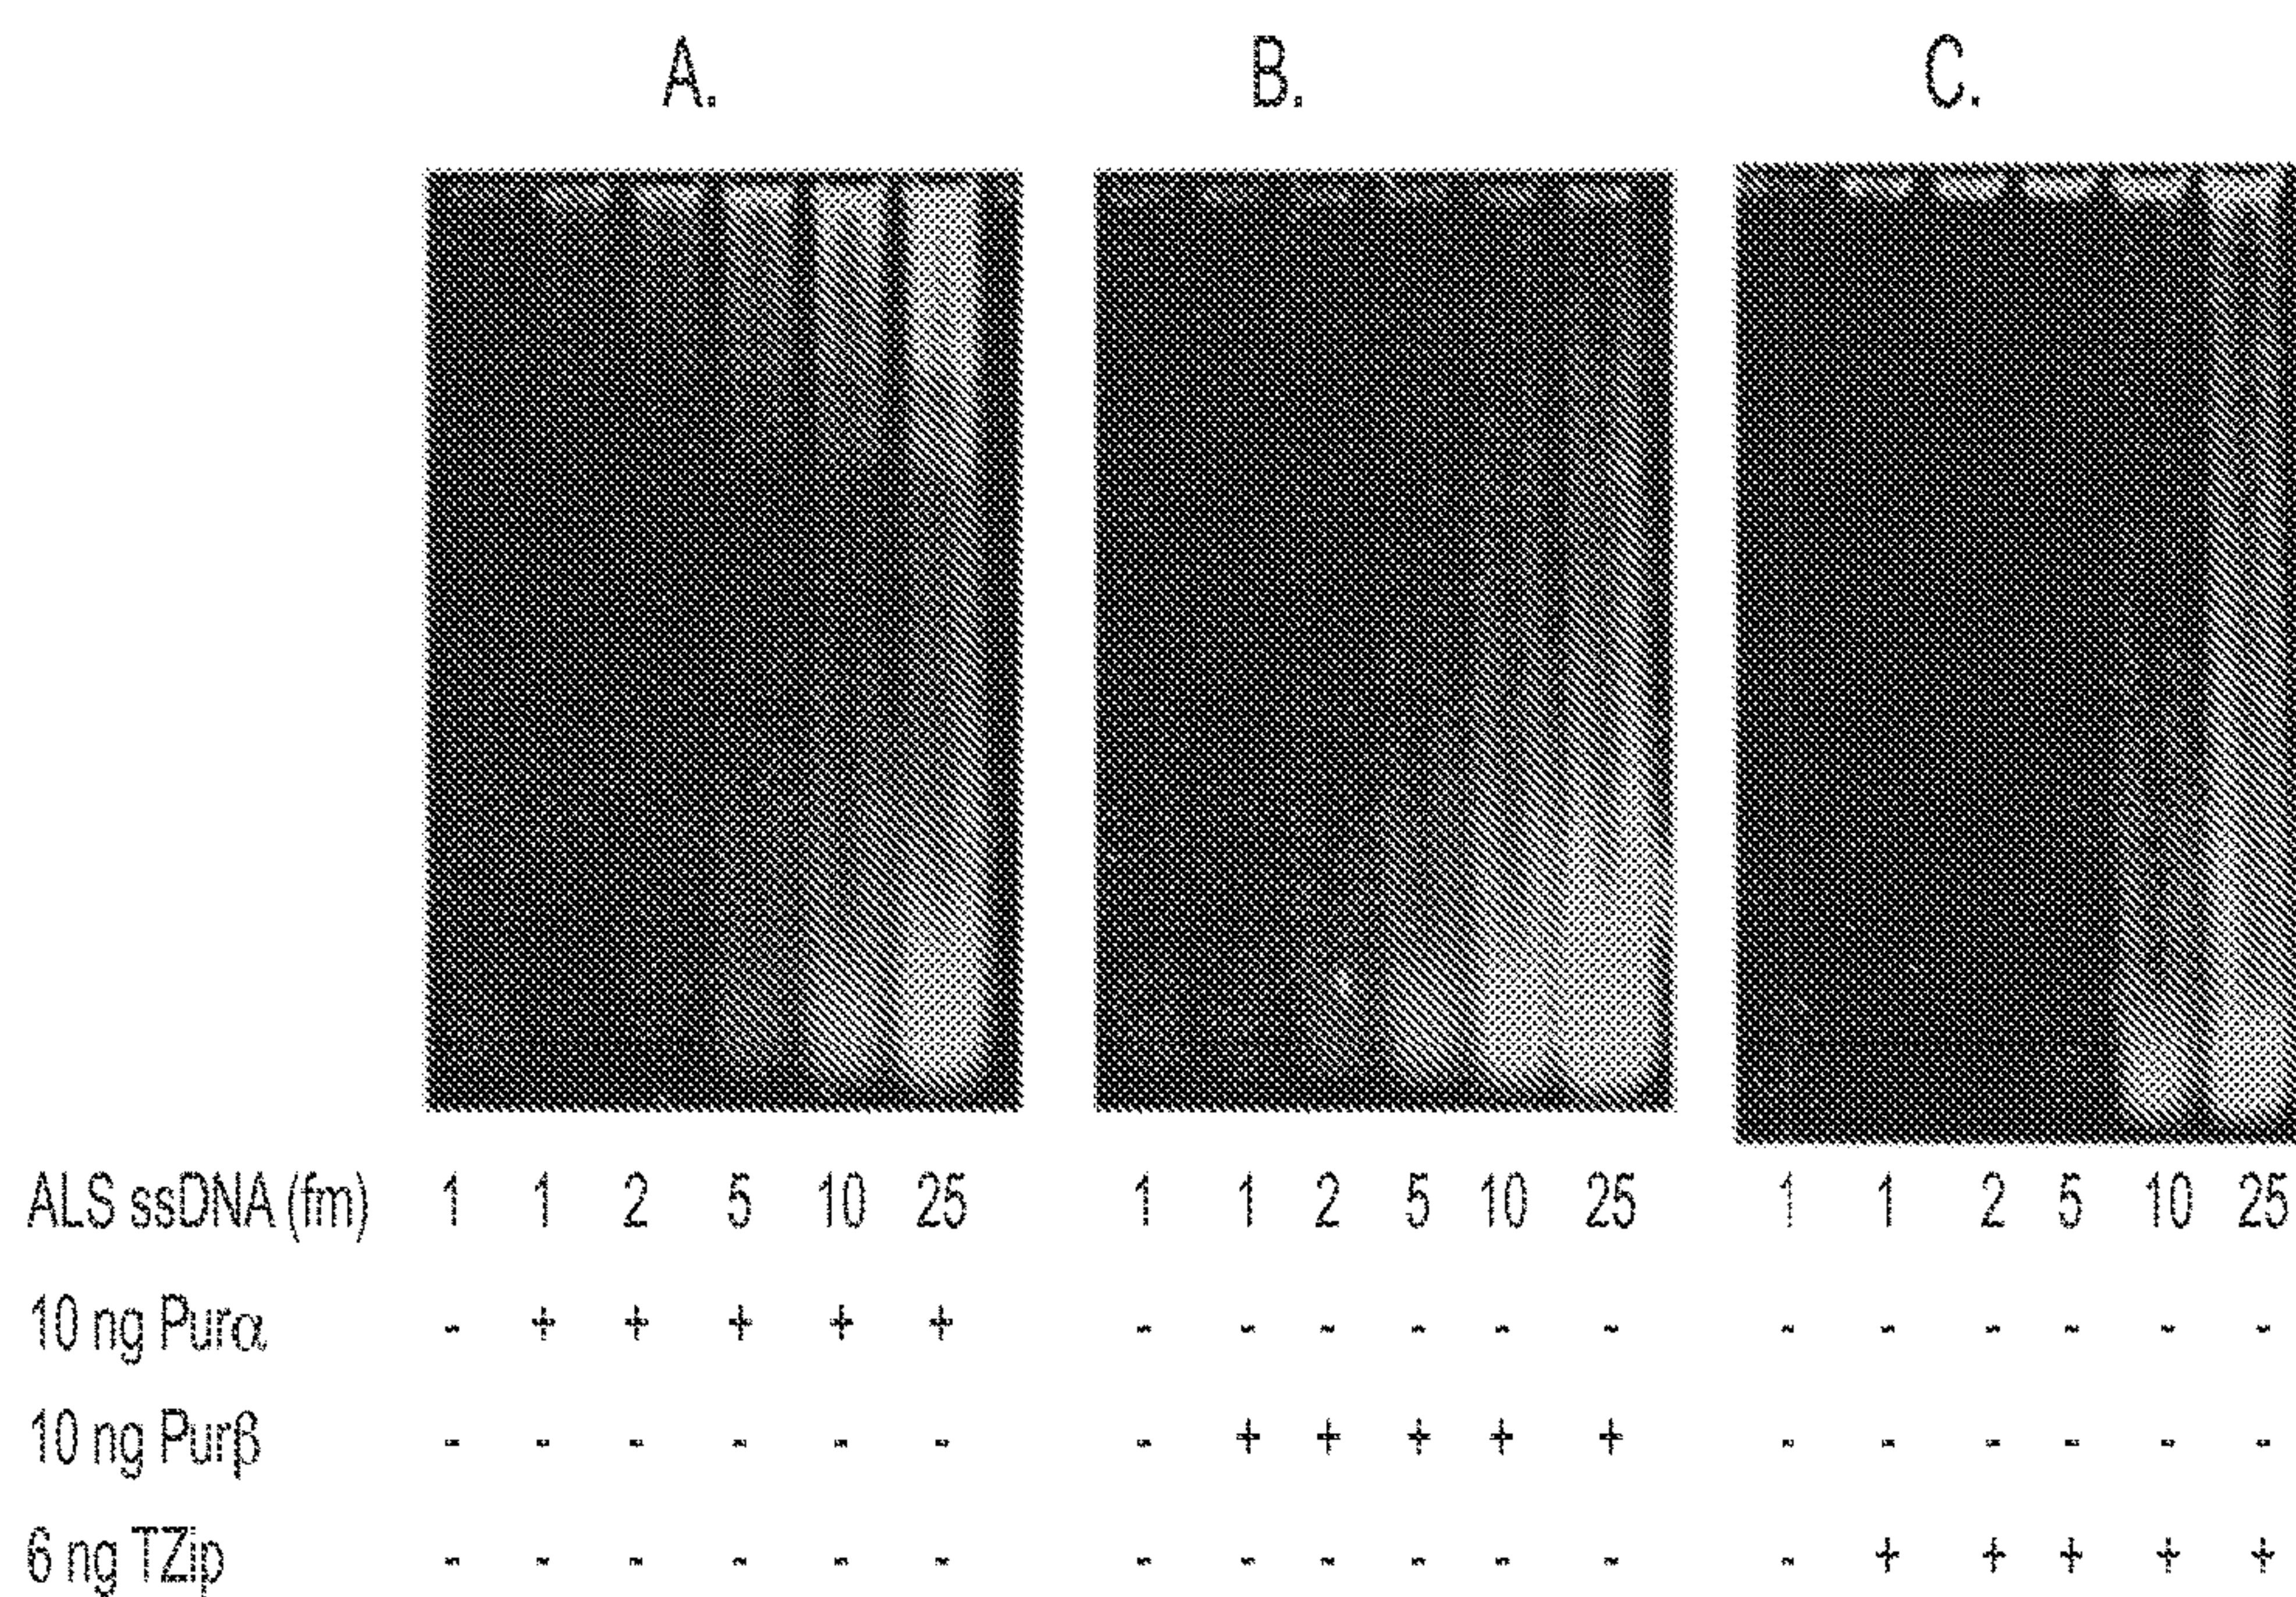 A. B. C.
ALS ssDNA (fm) 1 1 2 5 10 25 1 1 2 5 10 25 1 1 2 5 10 25
10 ng Purα - + + + + + - - - - - - - - - - - -
10 ng Purβ - - - - - - - + + + + + - - - - - -
6 ng TZip - - - - - - - - - - - - - + + + + +